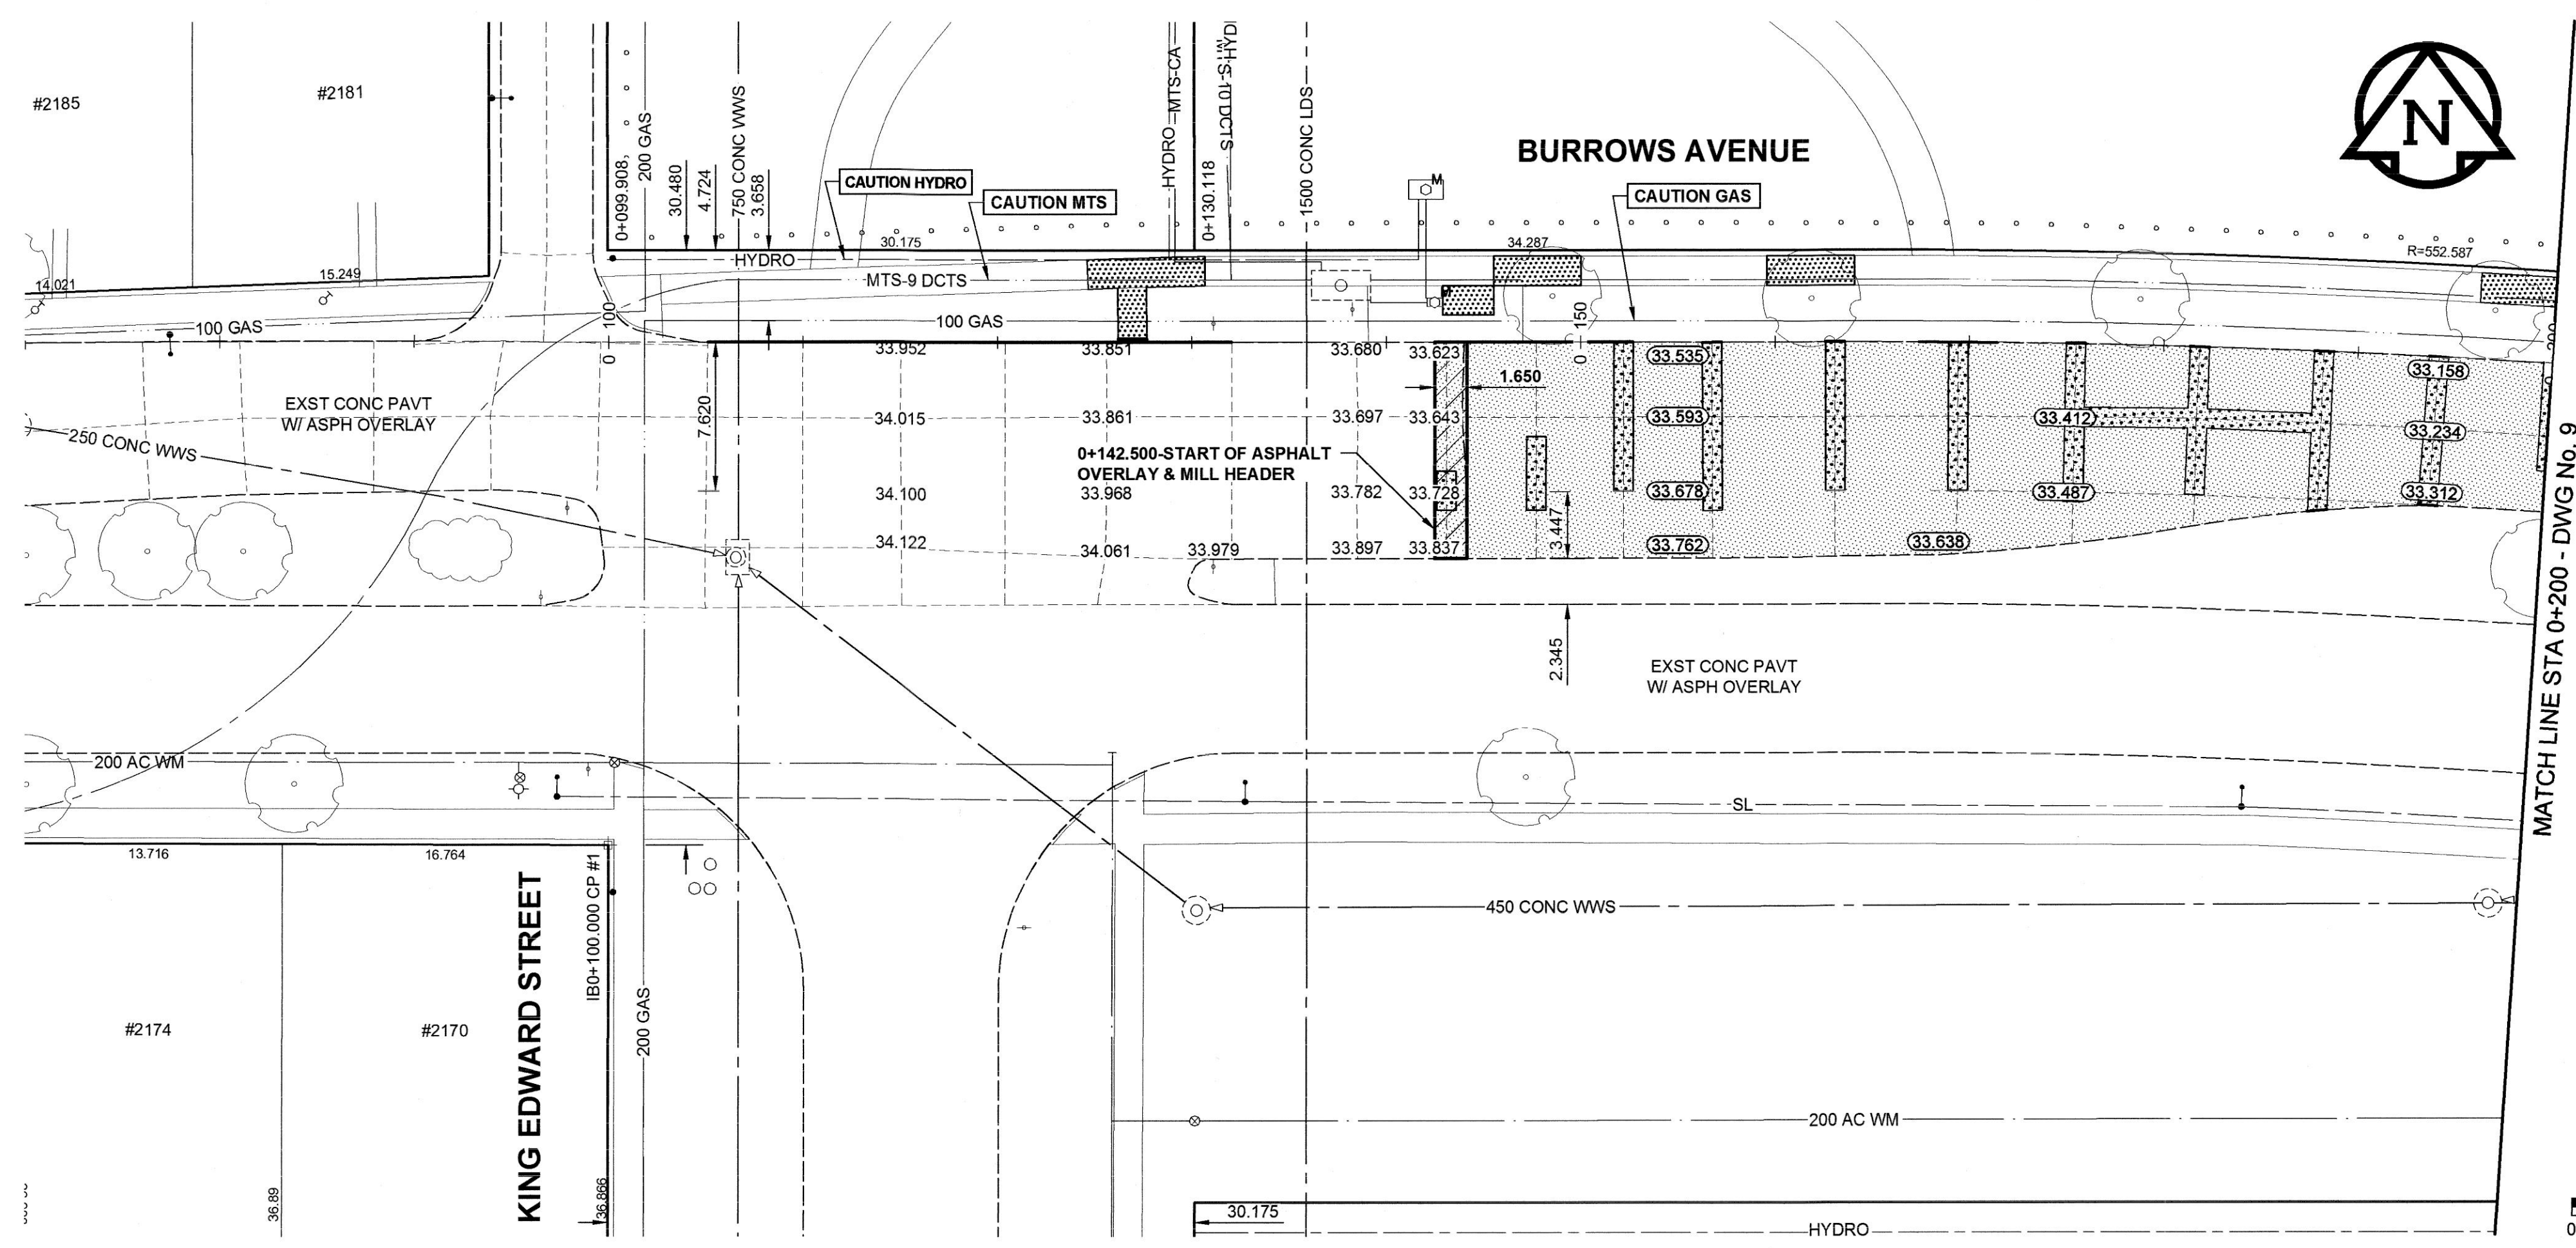 #2185
#2181
0+099.908,
200 GAS
30.480
4.724
750 CONC WWS
3.658
CAUTION HYDRO
CAUTION MTS
HYDRO
MTS-CA
0+130.118
HYD
1500 CONC LDS
M
BURROWS AVENUE
CAUTION GAS
N
30.175
34.287
R=552.587
HYDRO
MTS-9 DCTS
14.021
15.249
100 GAS
0 100
100 GAS
0 150
33.952
33.851
33.680
33.623
33.535
33.158
1.650
EXST CONC PAVT
W/ ASPH OVERLAY
7.620
34.015
33.861
33.697
33.643
33.593
33.412
33.234
250 CONC WWS
0+142.500-START OF ASPHALT
OVERLAY & MILL HEADER
34.100
33.968
33.782
33.728
33.678
33.487
33.312
3.447
34.122
34.061
33.979
33.897
33.837
33.762
33.638
2.345
EXST CONC PAVT
W/ ASPH OVERLAY
MATCH LINE STA 0+200 - DWG No. 9
200 AC WM
SL
13.716
16.764
IB0+100.000 CP #1
KING EDWARD STREET
450 CONC WWS
200 GAS
#2174
#2170
200 AC WM
36.89
36.866
30.175
HYDRO